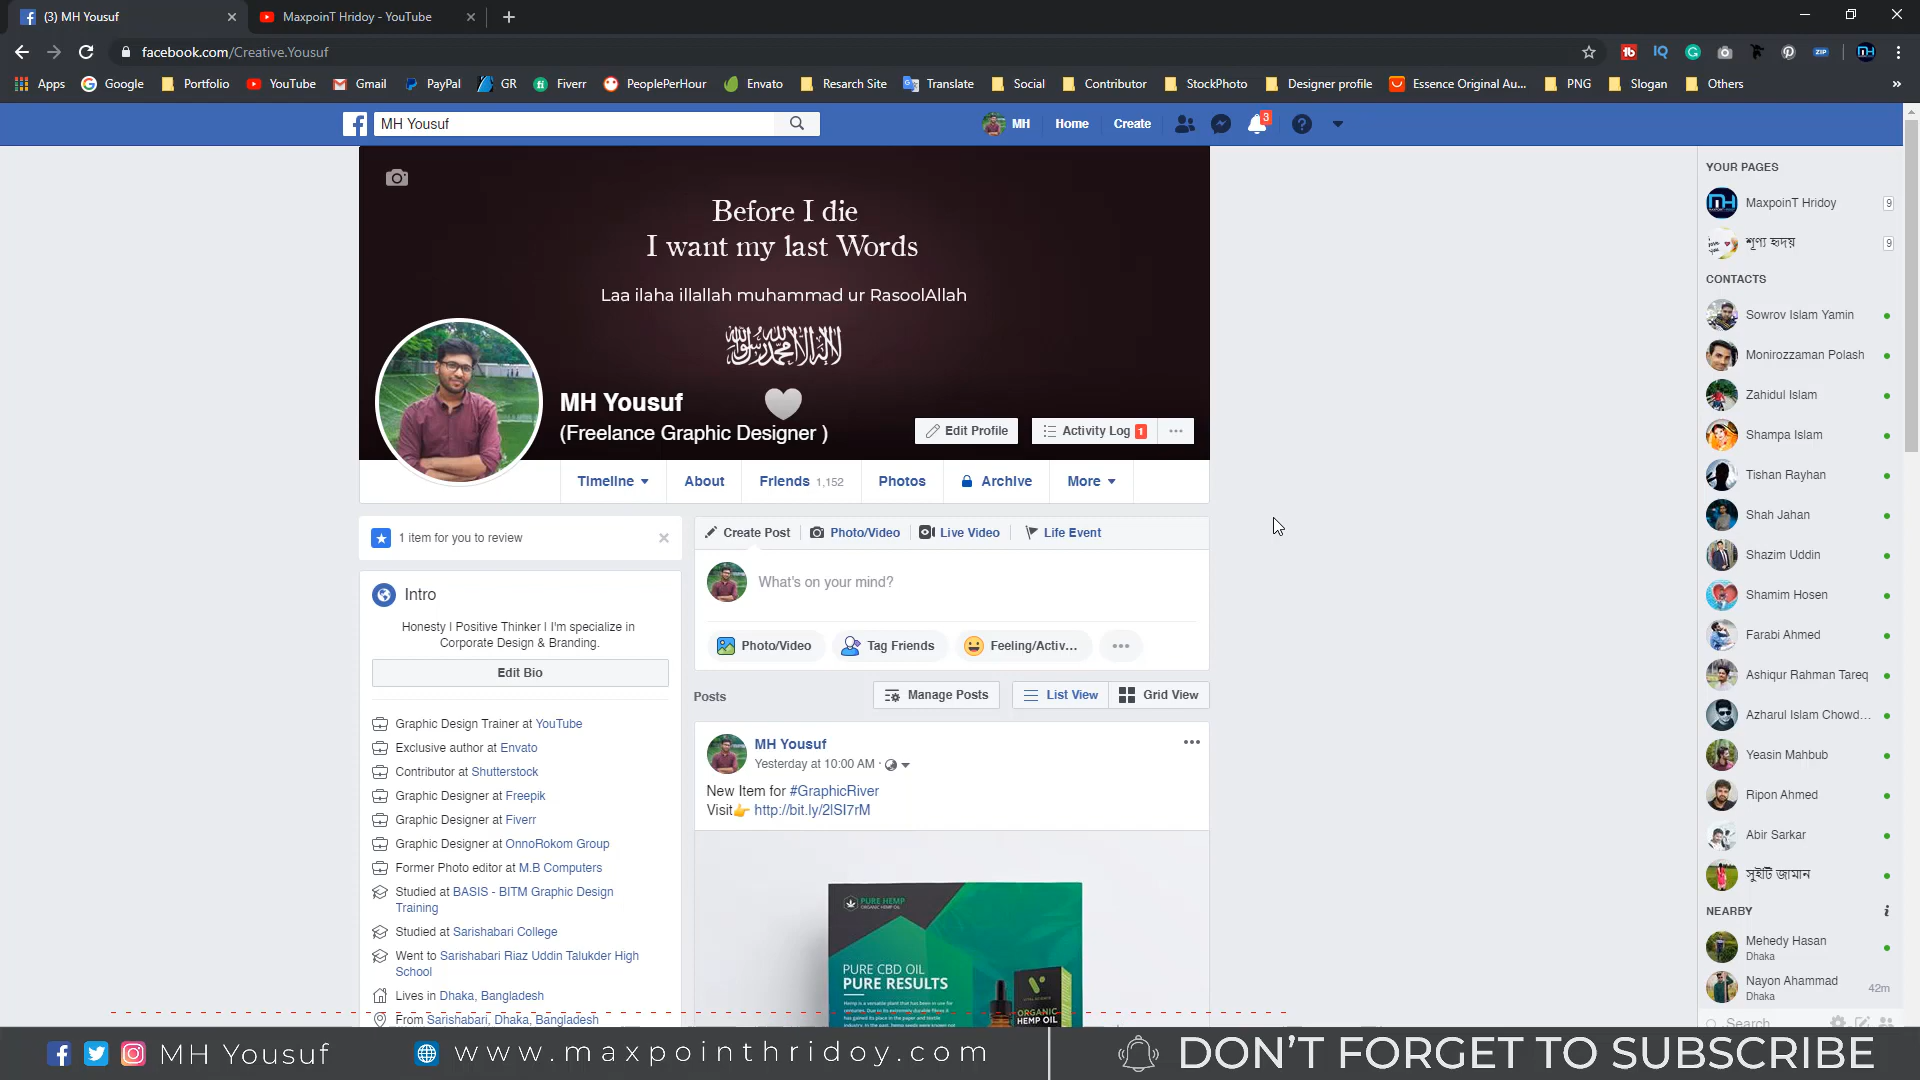 (3) MH Yousuf
MaxpoinT Hridoy - YouTube
facebook.com/Creative.Yousuf
Apps Google Portfolio YouTube Gmail PayPal GR Fiverr PeoplePerHour Envato Resarch Site Translate Social Contributor StockPhoto Designer profile Essence Original Au... PNG Slogan Others »
MH Yousuf
MH Home Create 3
Before I die
I want my last Words
Laa ilaha illallah muhammad ur RasoolAllah
MH Yousuf
(Freelance Graphic Designer )
Edit Profile
Activity Log 1
Timeline
About
Friends 1,152
Photos
Archive
More
1 item for you to review
Intro
Honesty | Positive Thinker | I'm specialize in
Corporate Design & Branding.
Edit Bio
Graphic Design Trainer at YouTube
Exclusive author at Envato
Contributor at Shutterstock
Graphic Designer at Freepik
Graphic Designer at Fiverr
Graphic Designer at OnnoRokom Group
Former Photo editor at M.B Computers
Studied at BASIS - BITM Graphic Design
Training
Studied at Sarishabari College
Went to Sarishabari Riaz Uddin Talukder High
School
Lives in Dhaka, Bangladesh
From Sarishabari, Dhaka, Bangladesh
Create Post
Photo/Video
Live Video
Life Event
What's on your mind?
Photo/Video
Tag Friends
Feeling/Activ...
Posts
Manage Posts
List View
Grid View
MH Yousuf
Yesterday at 10:00 AM ·
New Item for #GraphicRiver
Visit👉 http://bit.ly/2lSI7rM
PURE HEMP
ORGANIC HEMP OIL
PURE CBD OIL
PURE RESULTS
ORGANIC
HEMP OIL
YOUR PAGES
MaxpoinT Hridoy 9
শূণ্য হৃদয় 9
CONTACTS
Sowrov Islam Yamin
Monirozzaman Polash
Zahidul Islam
Shampa Islam
Tishan Rayhan
Shah Jahan
Shazim Uddin
Shamim Hosen
Farabi Ahmed
Ashiqur Rahman Tareq
Azharul Islam Chowd...
Yeasin Mahbub
Ripon Ahmed
Abir Sarkar
সুইটি জামান
NEARBY
Mehedy Hasan
Dhaka
Nayon Ahammad 42m
Dhaka
Search
MH Yousuf
www.maxpointhridoy.com
DON'T FORGET TO SUBSCRIBE